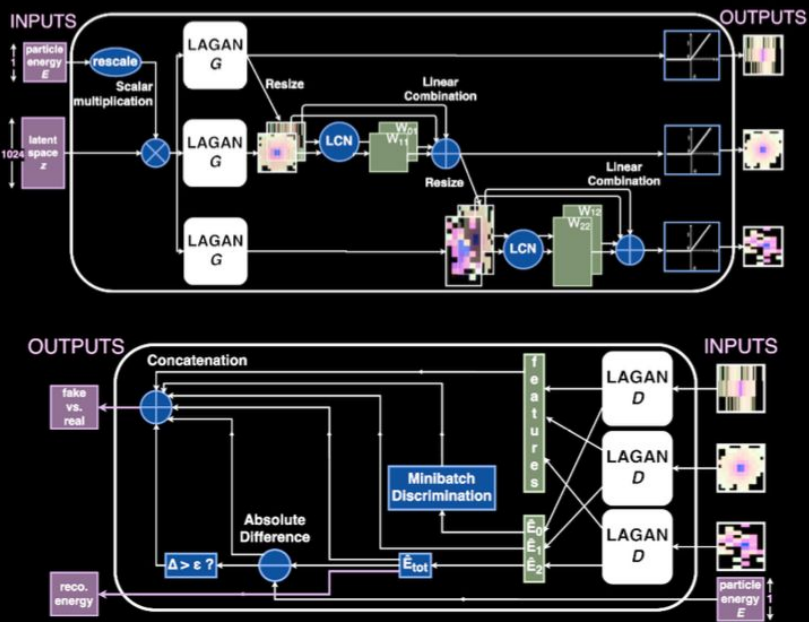 INPUTS
particle
energy
E
1
rescale
Scalar
multiplication
1024
latent
space
z
LAGAN
G
Resize
LAGAN
G
LCN
W01
W11
Linear
Combination
Resize
LAGAN
G
LCN
W12
W22
Linear
Combination
OUTPUTS
OUTPUTS
fake
vs.
real
reco.
energy
Concatenation
Δ > ε ?
Absolute
Difference
Êtot
Minibatch
Discrimination
features
Ê0
Ê1
Ê2
LAGAN
D
LAGAN
D
LAGAN
D
INPUTS
particle
energy
E
1